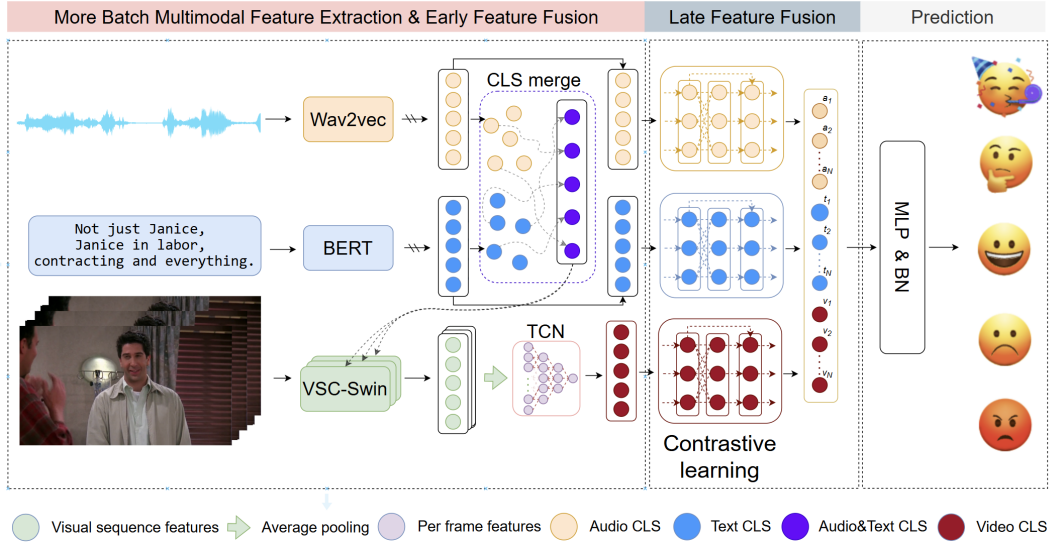 More Batch Multimodal Feature Extraction & Early Feature Fusion
Late Feature Fusion
Prediction
CLS merge
Wav2vec
Not just Janice,
Janice in labor,
contracting and everything.
BERT
TCN
VSC-Swin
Contrastive
learning
a1
a2
aN
t1
t2
tN
v1
v2
vN
MLP & BN
Visual sequence features
Average pooling
Per frame features
Audio CLS
Text CLS
Audio&Text CLS
Video CLS